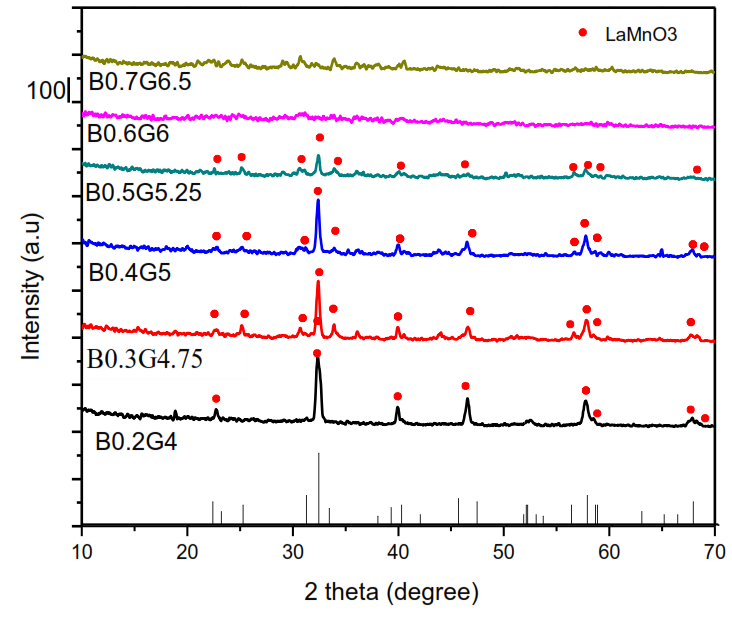 LaMnO3
100
B0.7G6.5
B0.6G6
B0.5G5.25
B0.4G5
B0.3G4.75
B0.2G4
Intensity (a.u)
10 20 30 40 50 60 70
2 theta (degree)